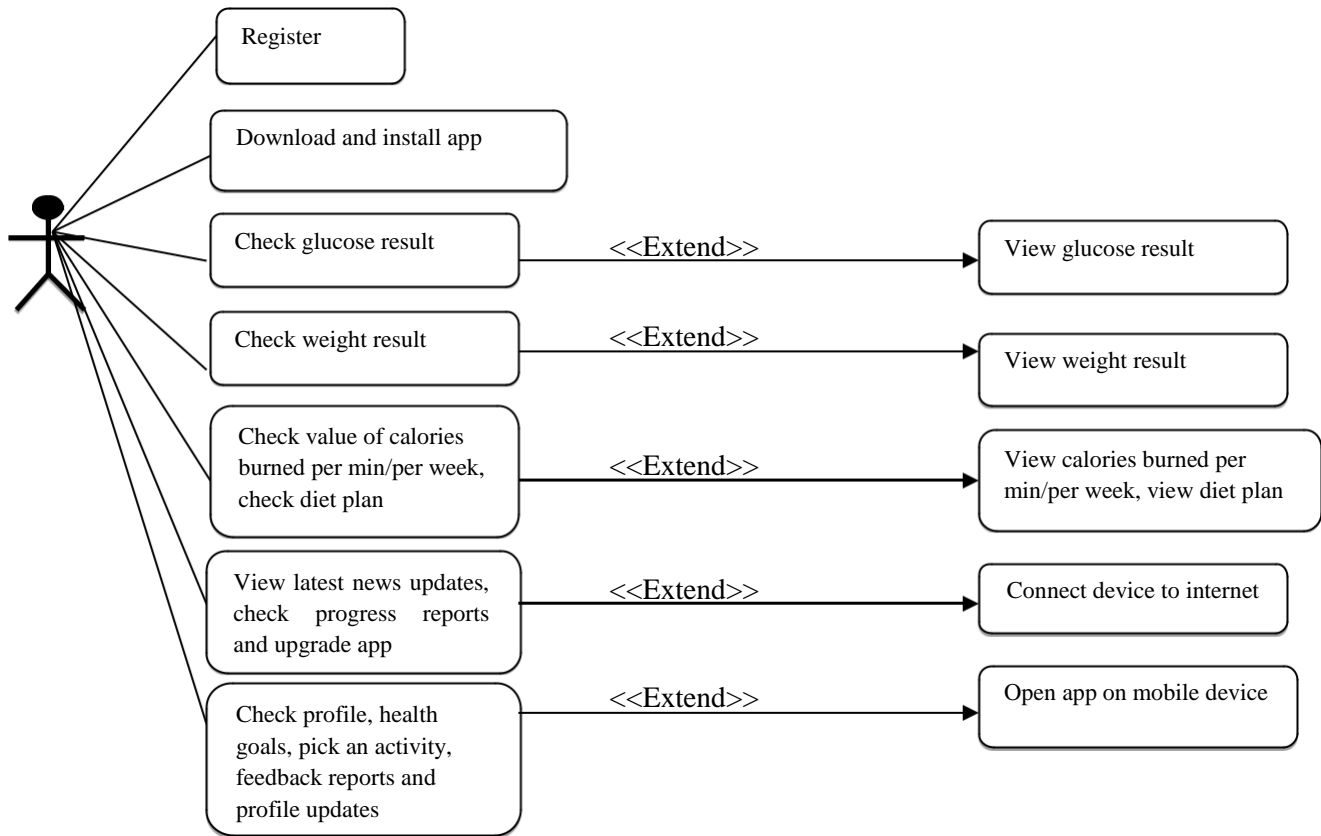 Register
Download and install app
Check glucose result
<<Extend>>
View glucose result
Check weight result
<<Extend>>
View weight result
Check value of calories
burned per min/per week,
check diet plan
<<Extend>>
View calories burned per
min/per week, view diet plan
View latest news updates,
check progress reports
and upgrade app
<<Extend>>
Connect device to internet
Check profile, health
goals, pick an activity,
feedback reports and
profile updates
<<Extend>>
Open app on mobile device